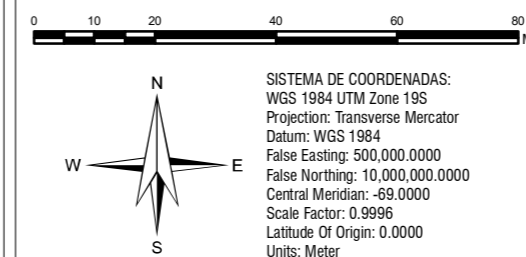 0 10 20 40 60 80
N
W E
S
SISTEMA DE COORDENADAS:
WGS 1984 UTM Zone 19S
Projection: Transverse Mercator
Datum: WGS 1984
False Easting: 500,000.0000
False Northing: 10,000,000.0000
Central Meridian: -69.0000
Scale Factor: 0.9996
Latitude Of Origin: 0.0000
Units: Meter